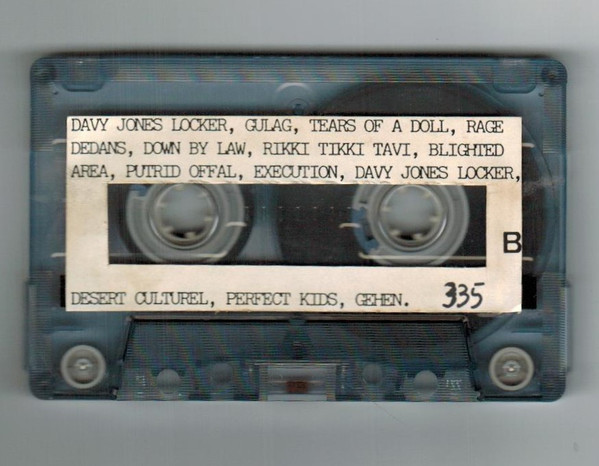 DAVY JONES LOCKER, GULAG, TEARS OF A DOLL, RAGE
DEDANS, DOWN BY LAW, RIKKI TIKKI TAVI, BLIGHTED
AREA, PUTRID OFFAL, EXECUTION, DAVY JONES LOCKER,
B
DESERT CULTUREL, PERFECT KIDS, GEHEN. 335